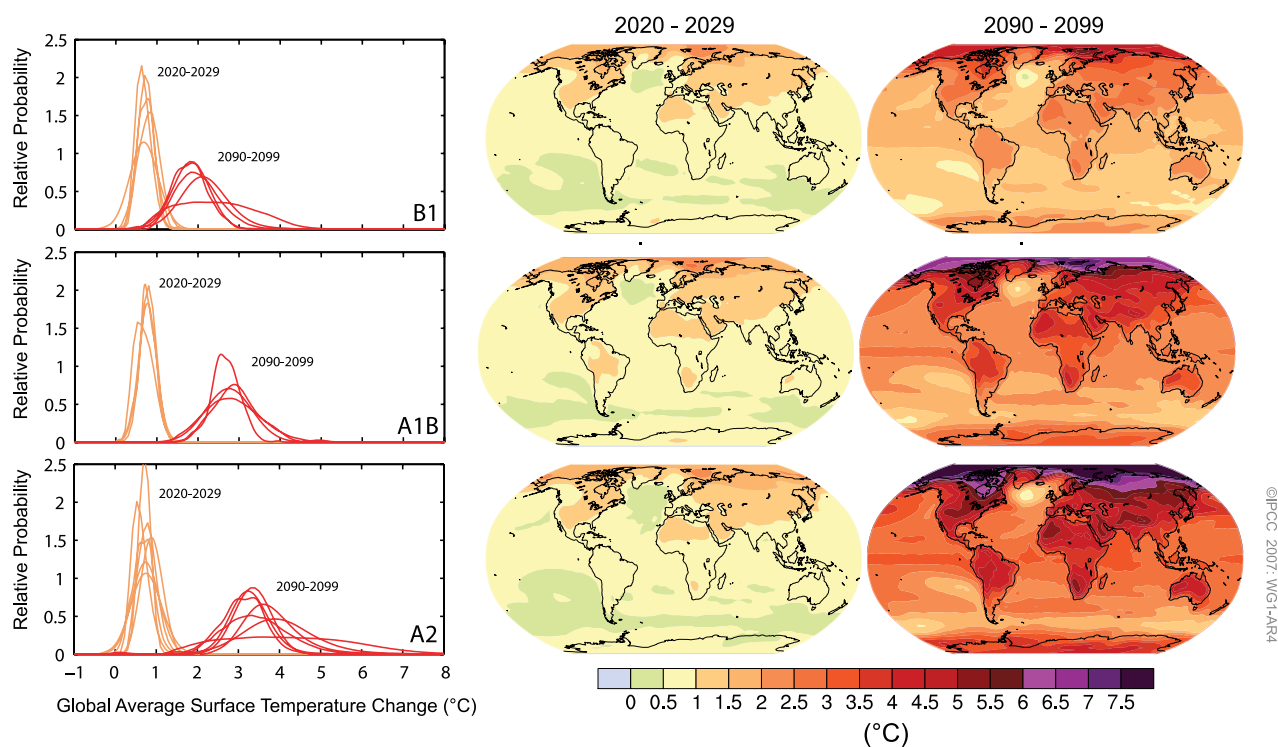 2020 - 2029
2090 - 2099
Relative Probability
2.5
2
1.5
1
0.5
0
2020-2029
2090-2099
B1
Relative Probability
2.5
2
1.5
1
0.5
0
2020-2029
2090-2099
A1B
Relative Probability
2.5
2
1.5
1
0.5
0
2020-2029
2090-2099
A2
−1 0 1 2 3 4 5 6 7 8
Global Average Surface Temperature Change (°C)
0 0.5 1 1.5 2 2.5 3 3.5 4 4.5 5 5.5 6 6.5 7 7.5
(°C)
©IPCC 2007: WG1-AR4